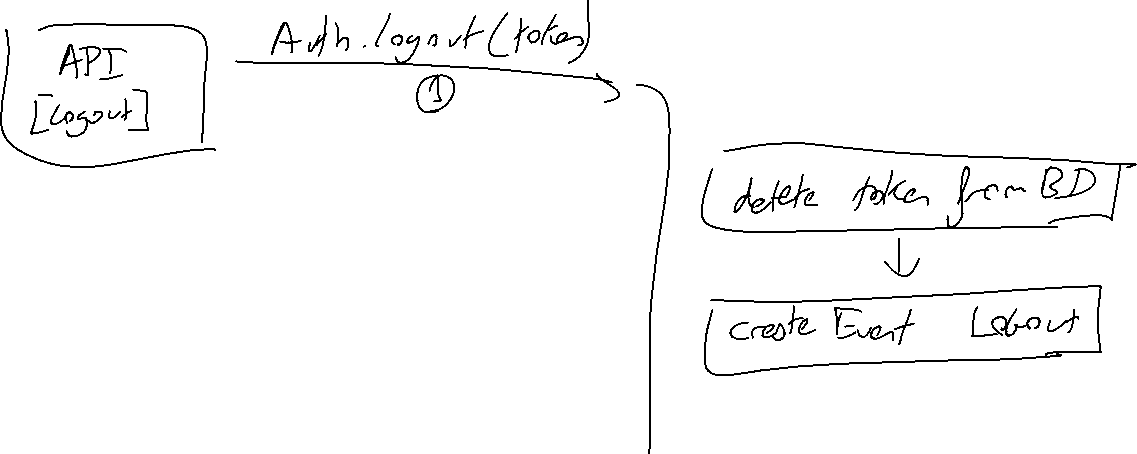 API
[Logout]
Auth.logout(token)
1
delete token from BD
create Event Logout